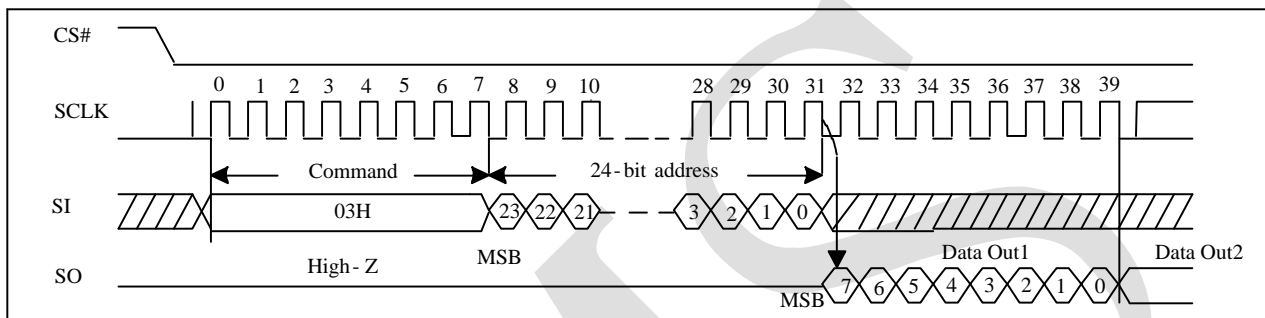 CS#
0 1 2 3 4 5 6 7 8 9 10 28 29 30 31 32 33 34 35 36 37 38 39
SCLK
Command 24-bit address
SI 03H 23 22 21 3 2 1 0
High-Z MSB Data Out1 Data Out2
SO MSB 7 6 5 4 3 2 1 0